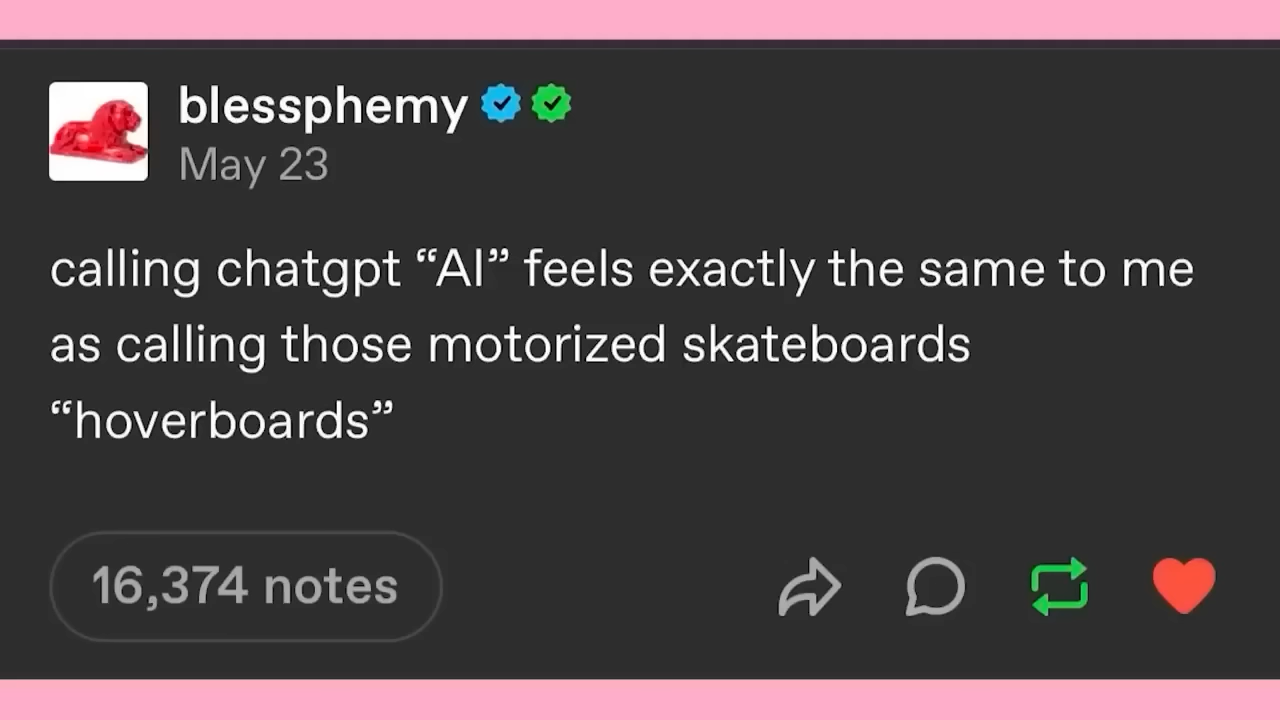 blessphemy
May 23
calling chatgpt “AI” feels exactly the same to me
as calling those motorized skateboards
“hoverboards”
16,374 notes